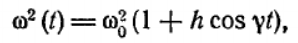 ω²(t) = ω₀²(1 + h cos γt),